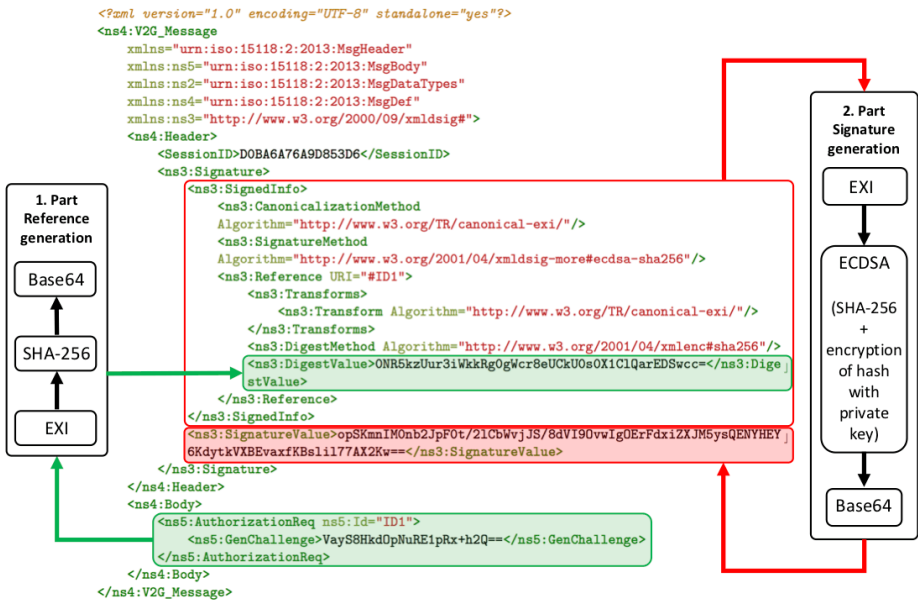 <?xml version="1.0" encoding="UTF-8" standalone="yes"?>
<ns4:V2G_Message
xmlns="urn:iso:15118:2:2013:MsgHeader"
xmlns:ns5="urn:iso:15118:2:2013:MsgBody"
xmlns:ns2="urn:iso:15118:2:2013:MsgDataTypes"
xmlns:ns4="urn:iso:15118:2:2013:MsgDef"
xmlns:ns3="http://www.w3.org/2000/09/xmldsig#">
<ns4:Header>
<SessionID>D0BA6A76A9D853D6</SessionID>
<ns3:Signature>
<ns3:SignedInfo>
<ns3:CanonicalizationMethod
Algorithm="http://www.w3.org/TR/canonical-exi/"/>
<ns3:SignatureMethod
Algorithm="http://www.w3.org/2001/04/xmldsig-more#ecdsa-sha256"/>
<ns3:Reference URI="#ID1">
<ns3:Transforms>
<ns3:Transform Algorithm="http://www.w3.org/TR/canonical-exi/"/>
</ns3:Transforms>
<ns3:DigestMethod Algorithm="http://www.w3.org/2001/04/xmlenc#sha256"/>
<ns3:DigestValue>0NR5kzUur3iWkkRgOgWcr8eUCkU0s0X1ClQarEDSwcc=</ns3:Dige
stValue>
</ns3:Reference>
</ns3:SignedInfo>
<ns3:SignatureValue>opSKmnIMOnb2JpF0t/2lCbWvjJS/8dVI9OvwIgOErFdxiZXJM5ysQENYHEY
6KdytkVXBEvaxfKBslil77AX2Kw==</ns3:SignatureValue>
</ns3:Signature>
</ns4:Header>
<ns4:Body>
<ns5:AuthorizationReq ns5:Id="ID1">
<ns5:GenChallenge>VayS8HkdOpNuRE1pRx+h2Q==</ns5:GenChallenge>
</ns5:AuthorizationReq>
</ns4:Body>
</ns4:V2G_Message>
1. Part
Reference
generation
Base64
SHA-256
EXI
2. Part
Signature
generation
EXI
ECDSA
(SHA-256
+
encryption
of hash
with
private
key)
Base64